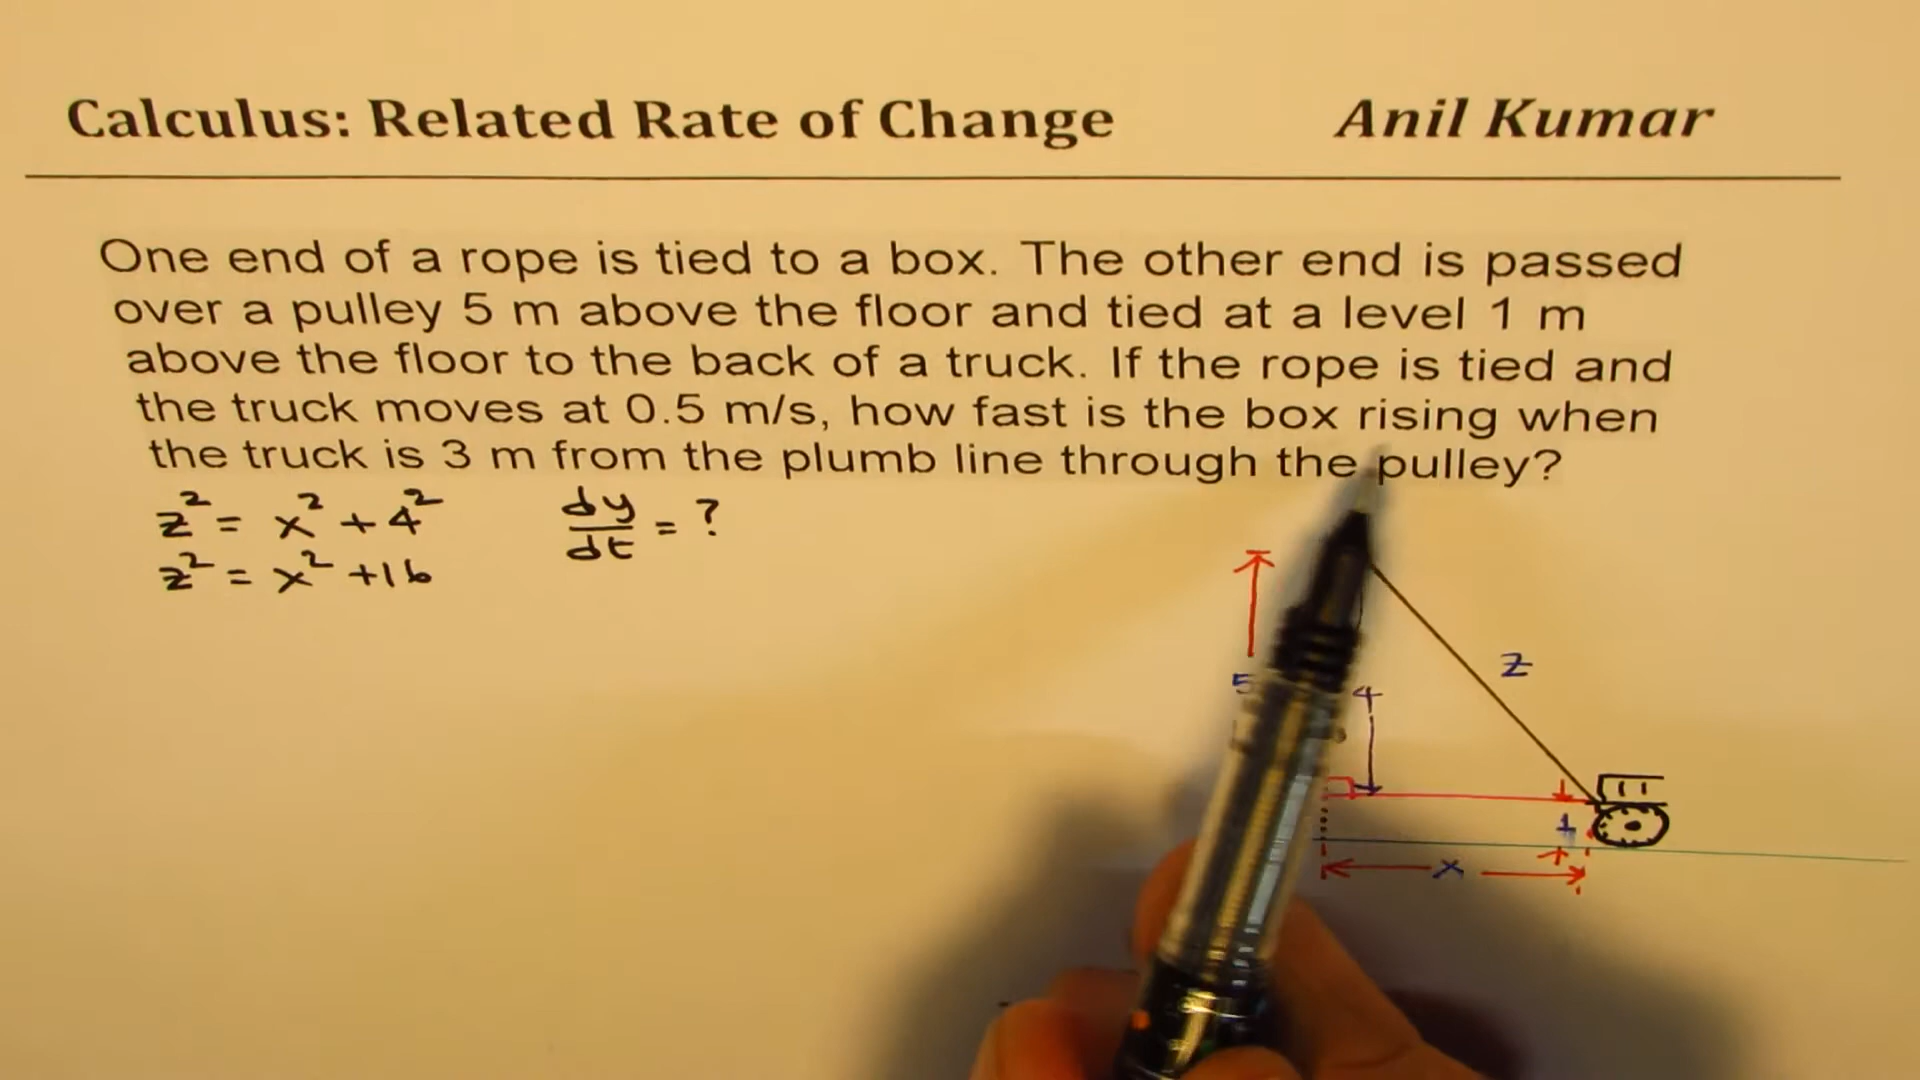 Calculus: Related Rate of Change Anil Kumar
One end of a rope is tied to a box. The other end is passed
over a pulley 5 m above the floor and tied at a level 1 m
above the floor to the back of a truck. If the rope is tied and
the truck moves at 0.5 m/s, how fast is the box rising when
the truck is 3 m from the plumb line through the pulley?
z² = x² + 4²
z² = x² + 16
dy/dt = ?
z
5
4
1
x